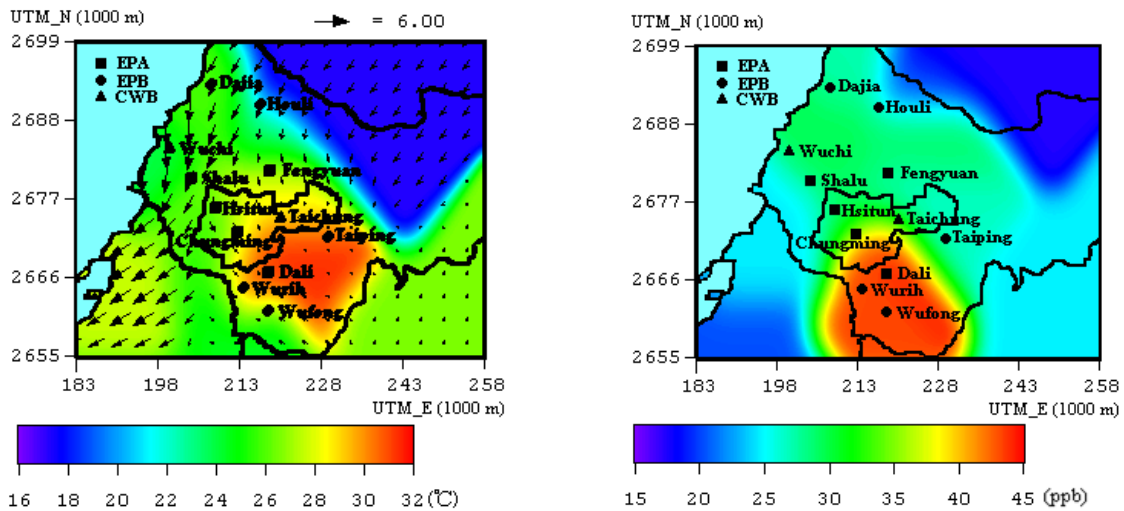 UTM_N (1000 m)
= 6.00
2699
2688
2677
2666
2655
EPA
EPB
CWB
Dajia
Houli
Wuchi
Shalu
Fengyuan
Hsitun
Taichung
Chungming
Taiping
Dali
Wurih
Wufong
183 198 213 228 243 258
UTM_E (1000 m)
16 18 20 22 24 26 28 30 32 (℃)
UTM_N (1000 m)
2699
2688
2677
2666
2655
EPA
EPB
CWB
Dajia
Houli
Wuchi
Shalu
Fengyuan
Hsitun
Taichung
Chungming
Taiping
Dali
Wurih
Wufong
183 198 213 228 243 258
UTM_E (1000 m)
15 20 25 30 35 40 45 (ppb)